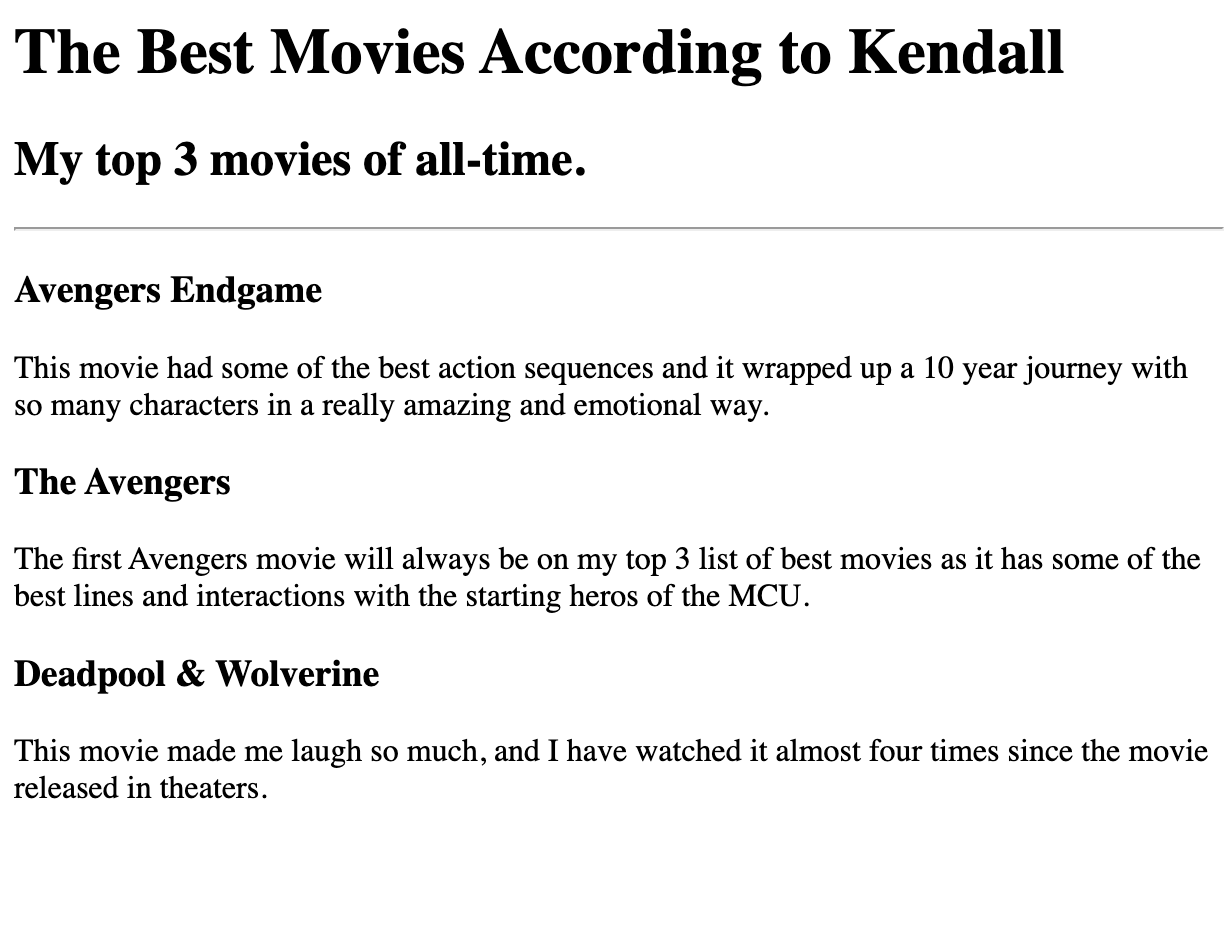 The Best Movies According to Kendall
My top 3 movies of all-time.
Avengers Endgame
This movie had some of the best action sequences and it wrapped up a 10 year journey with
so many characters in a really amazing and emotional way.
The Avengers
The first Avengers movie will always be on my top 3 list of best movies as it has some of the
best lines and interactions with the starting heros of the MCU.
Deadpool & Wolverine
This movie made me laugh so much, and I have watched it almost four times since the movie
released in theaters.